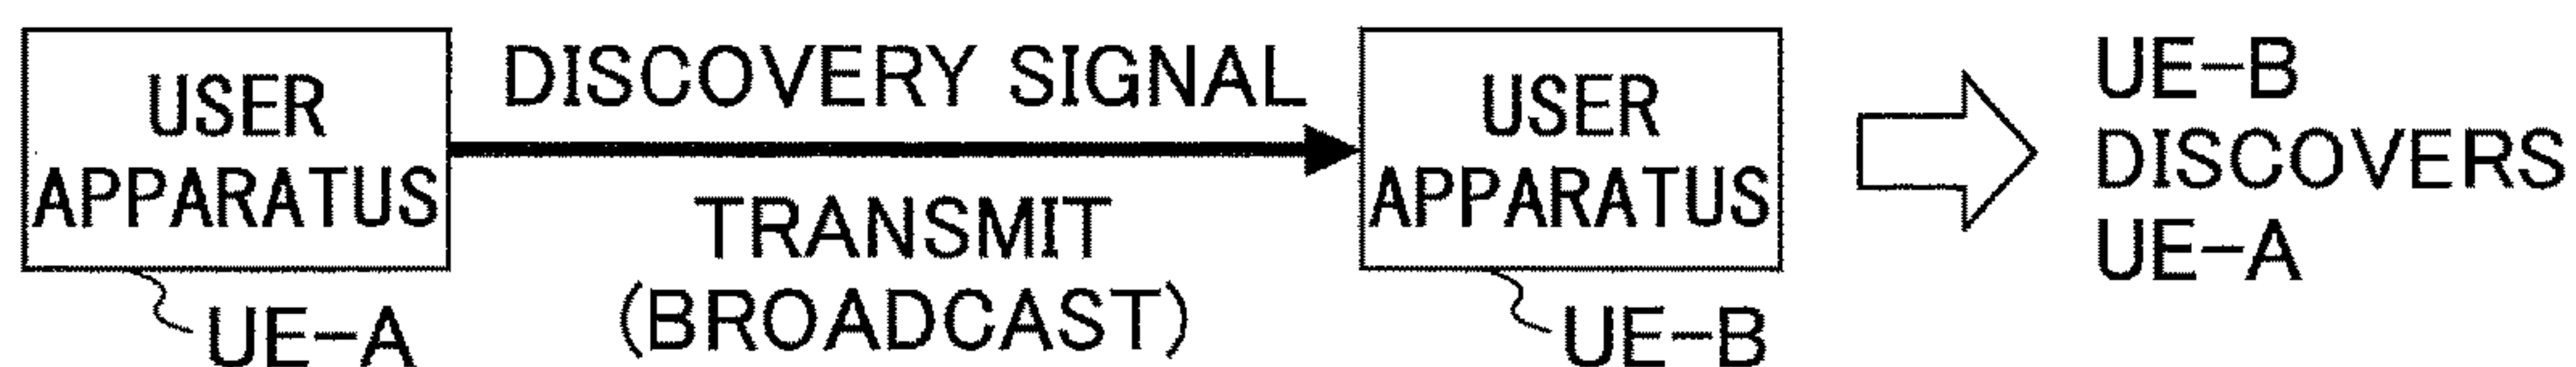 USER
APPARATUS
UE-A
DISCOVERY SIGNAL
TRANSMIT
(BROADCAST)
USER
APPARATUS
UE-B
UE-B
DISCOVERS
UE-A